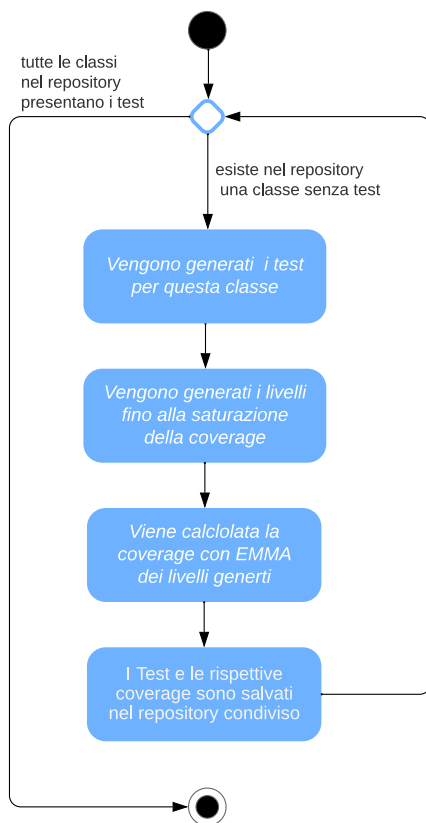 tutte le classi
nel repository
presentano i test
esiste nel repository
una classe senza test
Vengono generati i test
per questa classe
Vengono generati i livelli
fino alla saturazione
della coverage
Viene calclolata la
coverage con EMMA
dei livelli generti
I Test e le rispettive
coverage sono salvati
nel repository condiviso